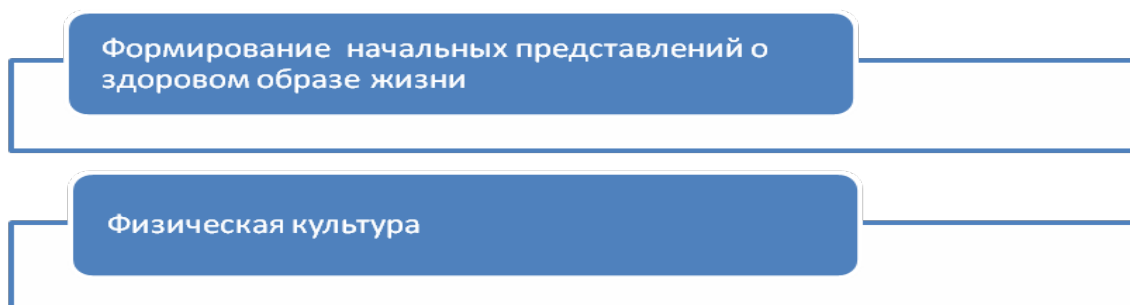 Формирование начальных представлений о
здоровом образе жизни
Физическая культура